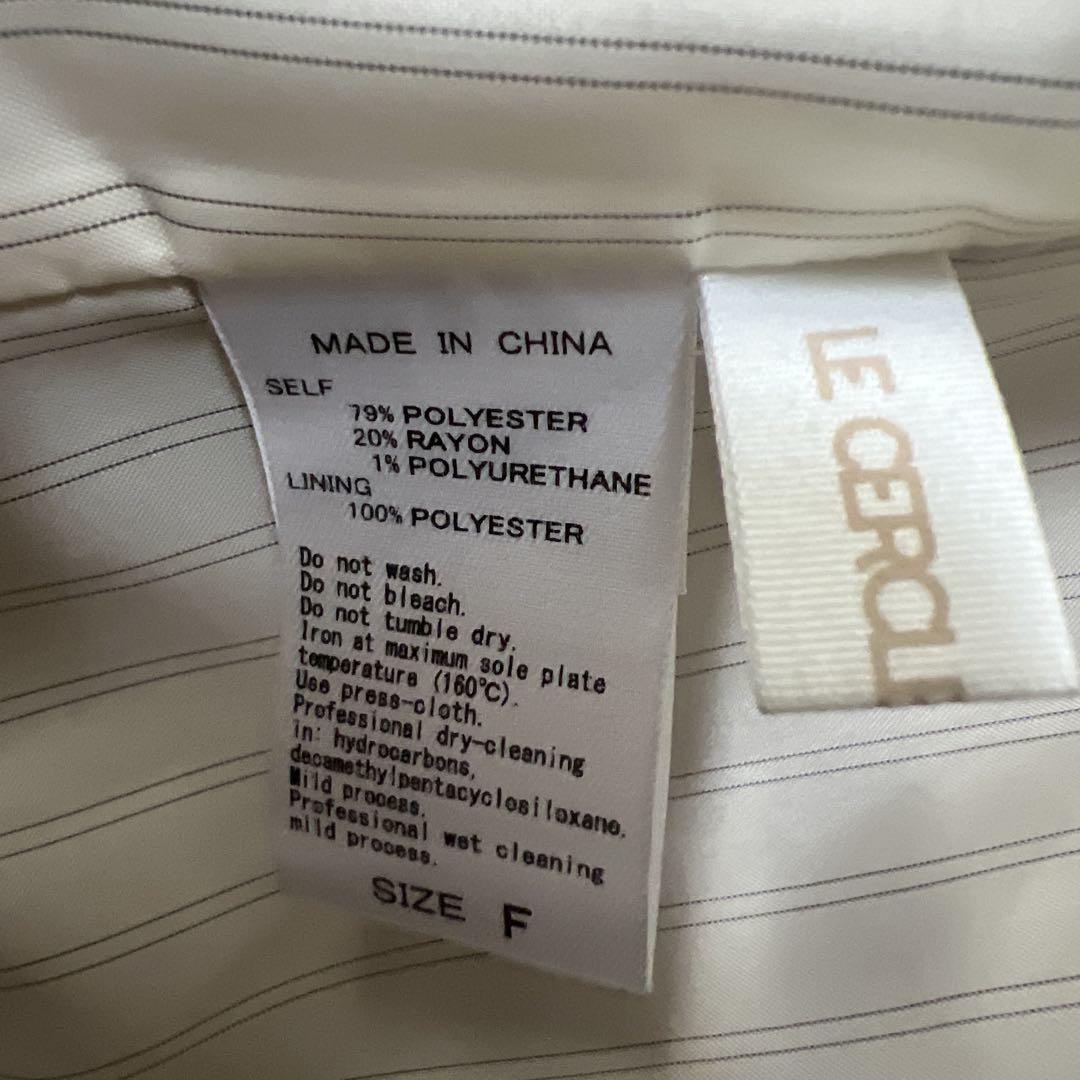 MADE IN CHINA
SELF
79% POLYESTER
20% RAYON
1% POLYURETHANE
LINING
100% POLYESTER
Do not wash.
Do not bleach.
Do not tumble dry.
Iron at maximum sole plate
temperature (160℃).
Use press-cloth.
Professional dry-cleaning
in: hydrocarbons,
decamethylpentacyclosiloxane.
Mild process.
Professional wet cleaning
mild process.
SIZE F
LE